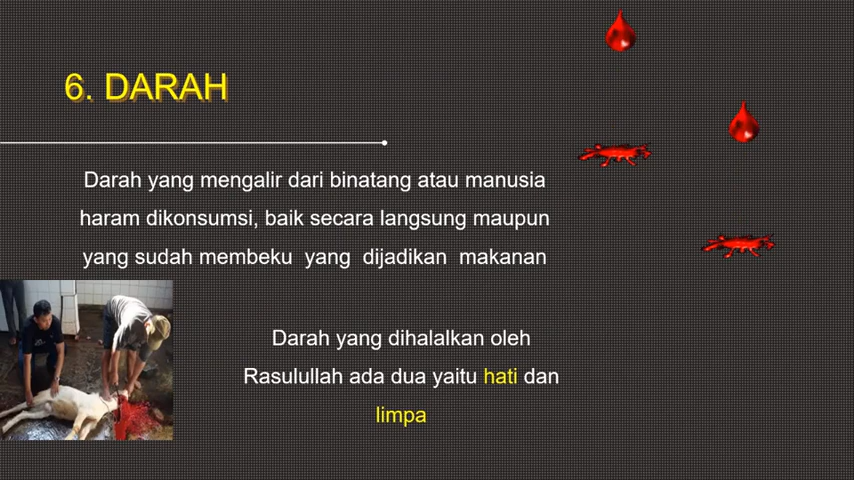 6. DARAH
Darah yang mengalir dari binatang atau manusia
haram dikonsumsi, baik secara langsung maupun
yang sudah membeku yang dijadikan makanan
Darah yang dihalalkan oleh
Rasulullah ada dua yaitu hati dan
limpa